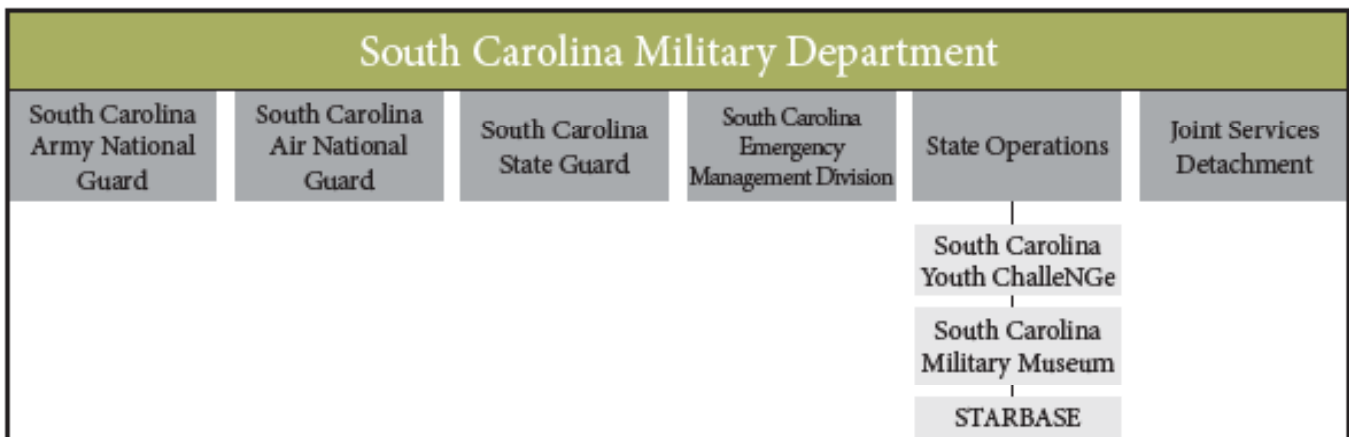 South Carolina Military Department
South Carolina
Army National
Guard
South Carolina
Air National
Guard
South Carolina
State Guard
South Carolina
Emergency
Management Division
State Operations
Joint Services
Detachment
South Carolina
Youth ChalleNGe
South Carolina
Military Museum
STARBASE